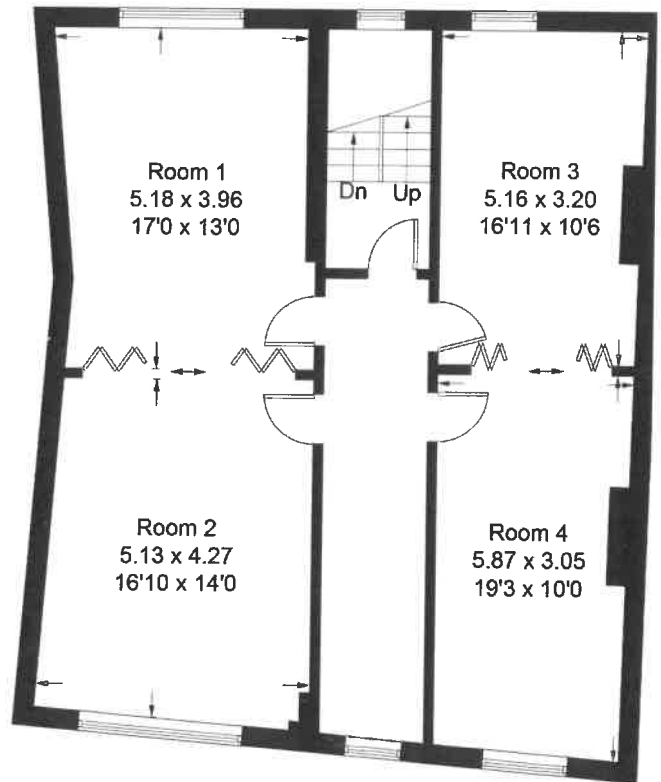 Room 1
5.18 x 3.96
17'0 x 13'0
Dn Up
Room 3
5.16 x 3.20
16'11 x 10'6
Room 2
5.13 x 4.27
16'10 x 14'0
Room 4
5.87 x 3.05
19'3 x 10'0